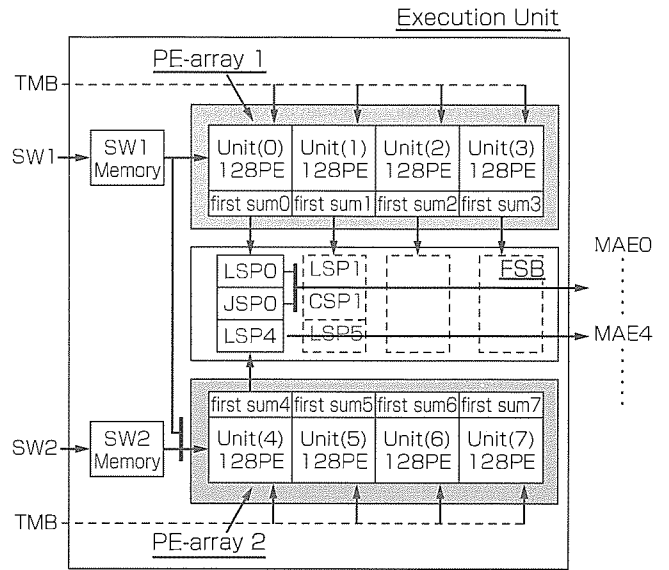 Execution Unit
PE-array 1
TMB
SW1
SW1
Memory
Unit(0)
128PE
Unit(1)
128PE
Unit(2)
128PE
Unit(3)
128PE
first sum0
first sum1
first sum2
first sum3
LSP0
JSP0
LSP4
LSP1
CSP1
LSP5
FSB
MAE0
MAE4
first sum4
first sum5
first sum6
first sum7
Unit(4)
128PE
Unit(5)
128PE
Unit(6)
128PE
Unit(7)
128PE
SW2
SW2
Memory
TMB
PE-array 2